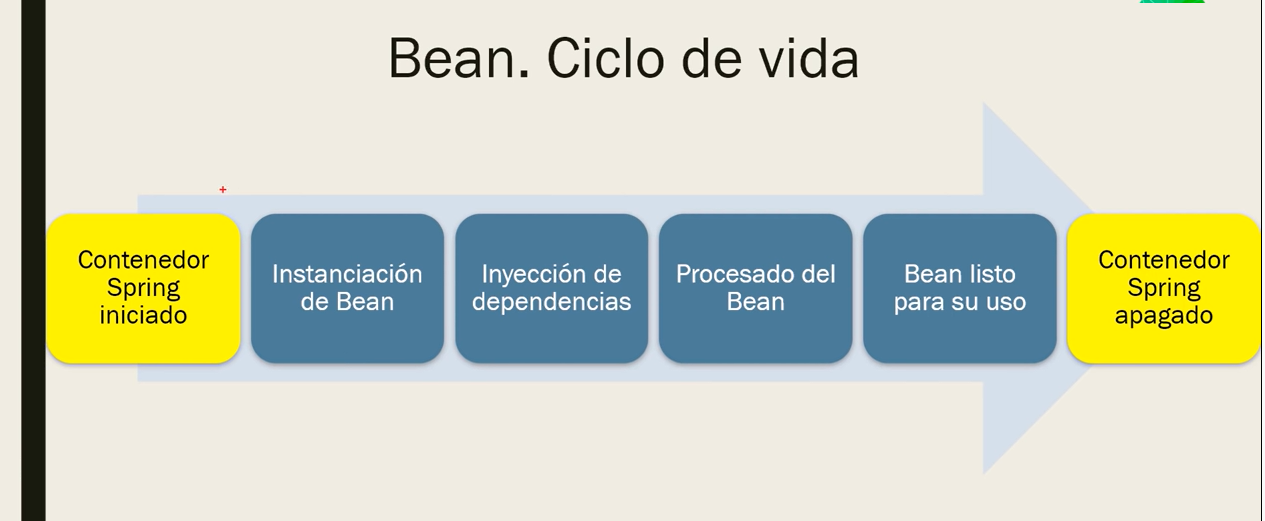 Bean. Ciclo de vida
Contenedor
Spring
iniciado
Instanciación
de Bean
Inyección de
dependencias
Procesado del
Bean
Bean listo
para su uso
Contenedor
Spring
apagado